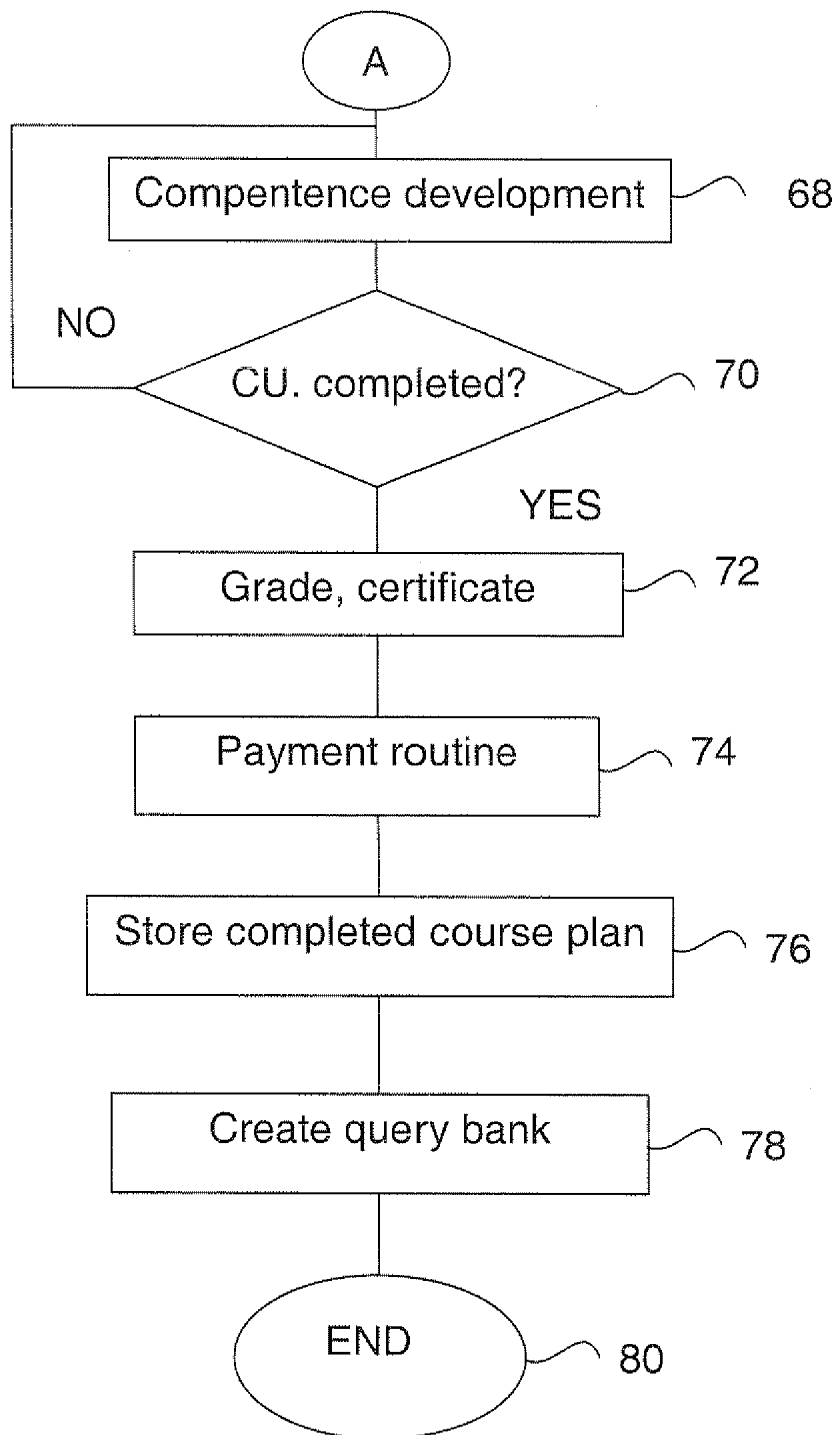 A
Compentence development
68
NO
CU. completed?
70
YES
Grade, certificate
72
Payment routine
74
Store completed course plan
76
Create query bank
78
END
80